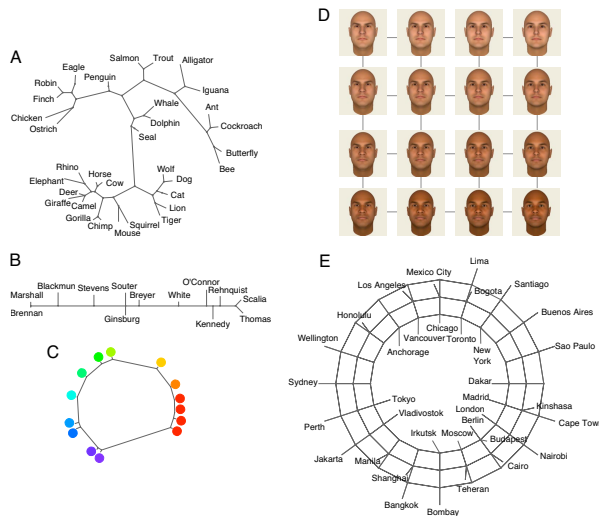 A
Eagle
Robin
Finch
Chicken
Ostrich
Penguin
Salmon
Trout
Alligator
Iguana
Ant
Cockroach
Butterfly
Bee
Whale
Dolphin
Seal
Rhino
Elephant
Horse
Cow
Deer
Giraffe
Camel
Gorilla
Chimp
Mouse
Squirrel
Wolf
Dog
Cat
Lion
Tiger
B
Marshall
Brennan
Blackmun
Stevens
Souter
Breyer
Ginsburg
White
O'Connor
Rehnquist
Kennedy
Scalia
Thomas
C
D
E
Lima
Mexico City
Bogota
Santiago
Los Angeles
Buenos Aires
Honolulu
Chicago
Vancouver
Toronto
Anchorage
New
York
Wellington
Sao Paulo
Sydney
Dakar
Tokyo
Madrid
Vladivostok
London
Kinshasa
Berlin
Cape Town
Perth
Irkutsk
Moscow
Budapest
Nairobi
Jakarta
Manila
Cairo
Shanghai
Teheran
Bangkok
Bombay